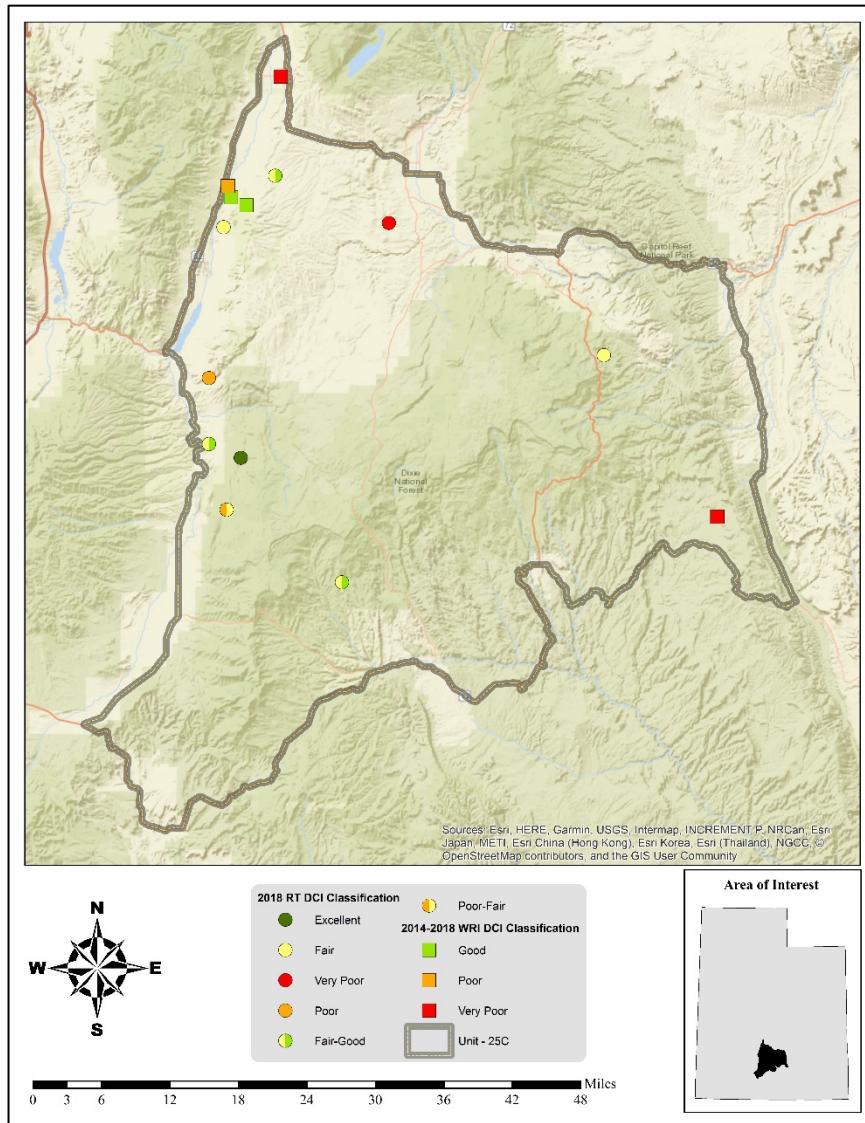 72
Capitol Reef
National
Park
Dixie
National
Forest
Sources: Esri, HERE, Garmin, USGS, Intermap, INCREMENT P, NRCan, Esri
Japan, METI, Esri China (Hong Kong), Esri Korea, Esri (Thailand), NGCC, ©
OpenStreetMap contributors, and the GIS User Community
N
W E
S
2018 RT DCI Classification
Excellent
Fair
Very Poor
Poor
Fair-Good
Poor-Fair
2014-2018 WRI DCI Classification
Good
Poor
Very Poor
Unit - 25C
Miles
0 3 6 12 18 24 30 36 42 48
Area of Interest